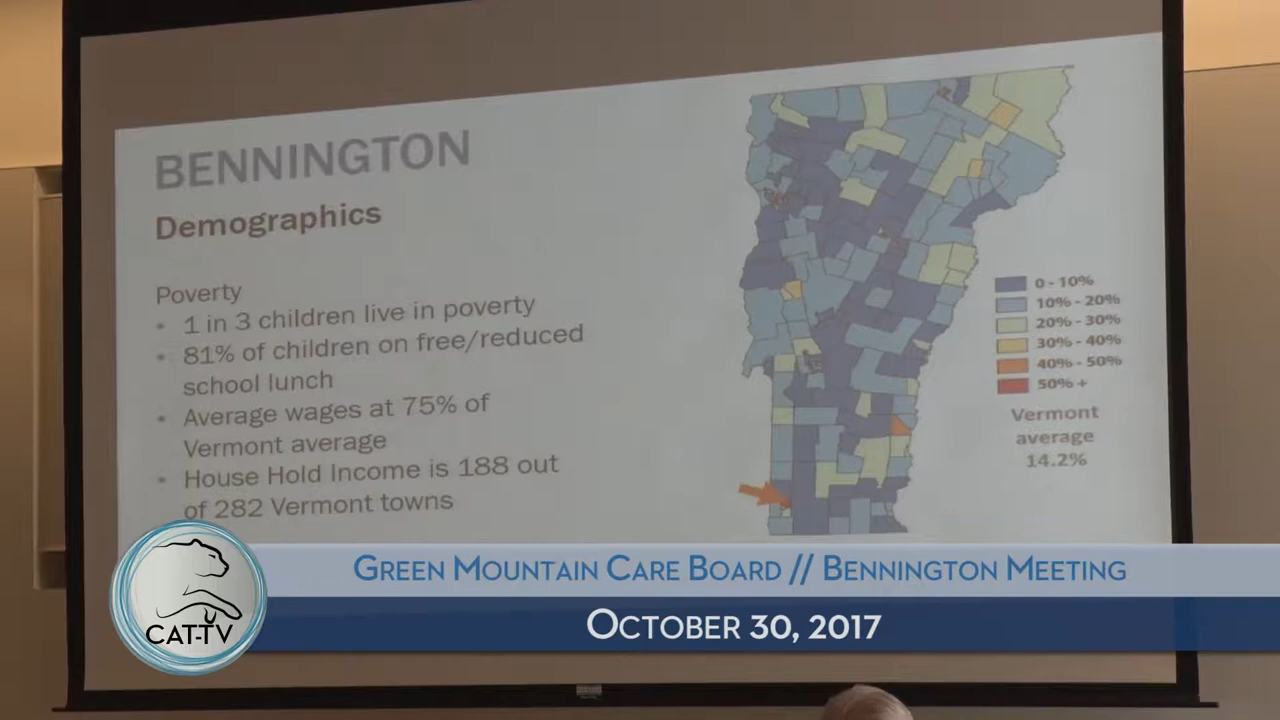 BENNINGTON
Demographics
Poverty
• 1 in 3 children live in poverty
• 81% of children on free/reduced
school lunch
• Average wages at 75% of
Vermont average
• House Hold Income is 188 out
of 282 Vermont towns
0 - 10%
10% - 20%
20% - 30%
30% - 40%
40% - 50%
50% +
Vermont
average
14.2%
CAT-TV
Green Mountain Care Board // Bennington Meeting
October 30, 2017